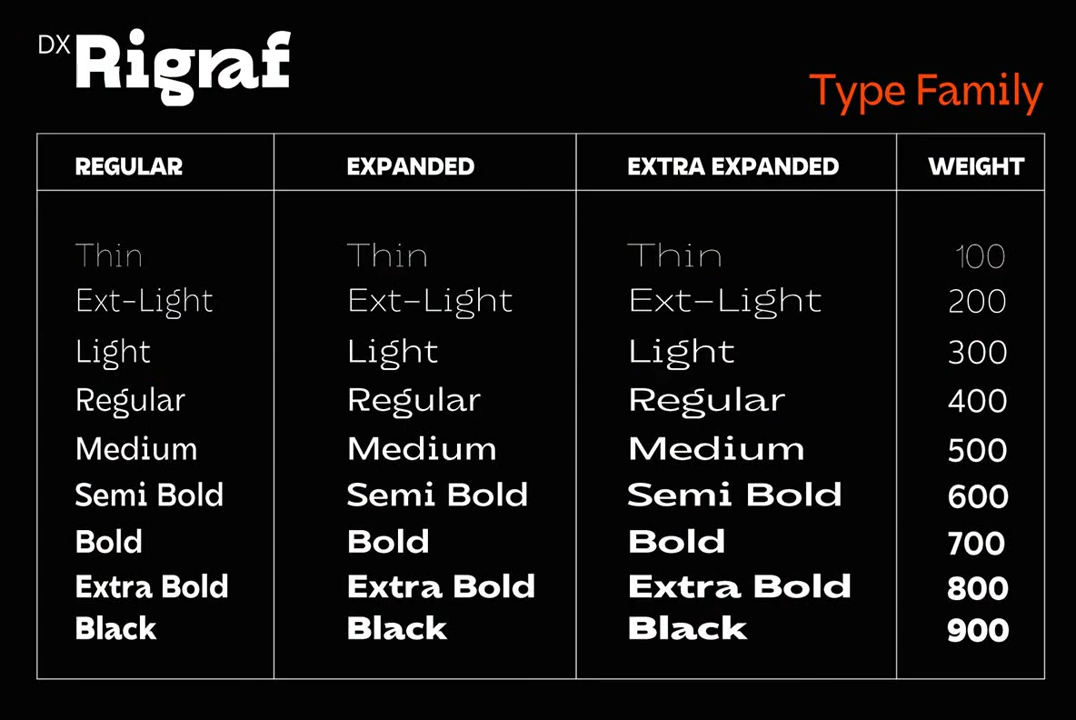 DX Rigraf
Type Family
REGULAR EXPANDED EXTRA EXPANDED WEIGHT
Thin Thin Thin 100
Ext-Light Ext-Light Ext-Light 200
Light Light Light 300
Regular Regular Regular 400
Medium Medium Medium 500
Semi Bold Semi Bold Semi Bold 600
Bold Bold Bold 700
Extra Bold Extra Bold Extra Bold 800
Black Black Black 900